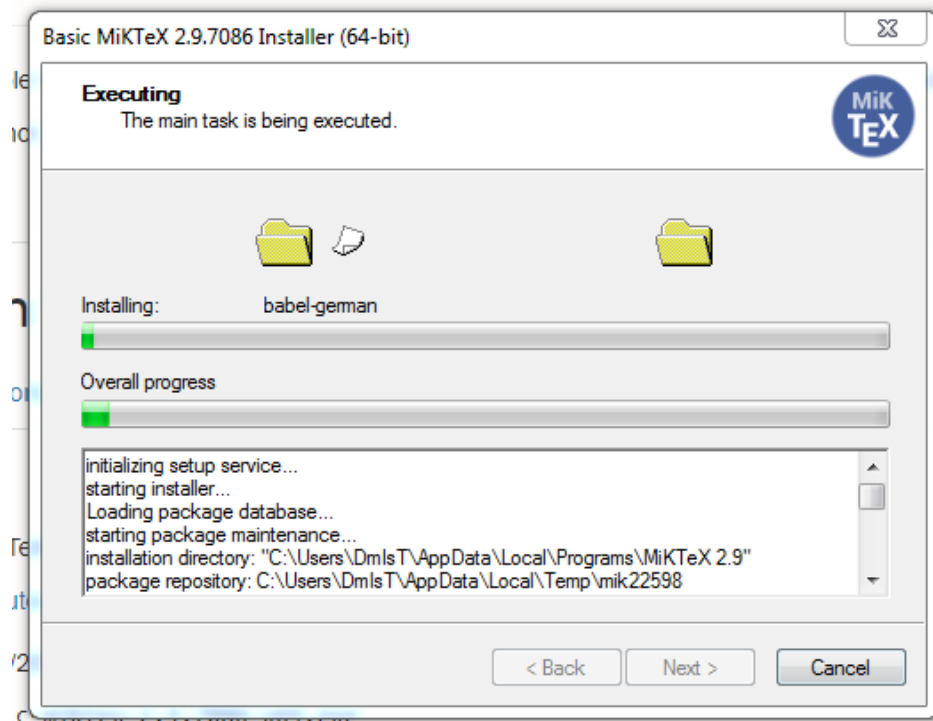 Basic MiKTeX 2.9.7086 Installer (64-bit)
Executing
The main task is being executed.
MiK
TEX
Installing: babel-german
Overall progress
initializing setup service...
starting installer...
Loading package database...
starting package maintenance...
installation directory: "C:\Users\DmIsT\AppData\Local\Programs\MiKTeX 2.9"
package repository: C:\Users\DmIsT\AppData\Local\Temp\mik22598
< Back Next > Cancel